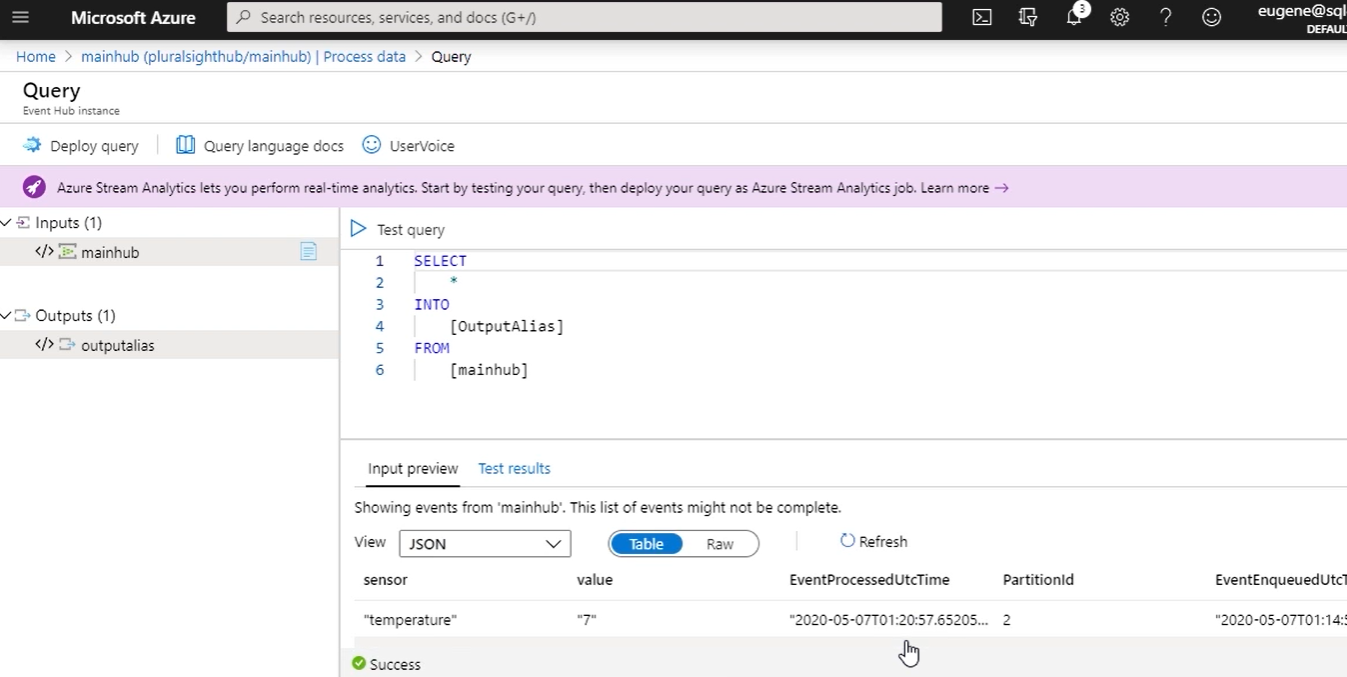 Microsoft Azure
Search resources, services, and docs (G+/)
3
eugene@sql
DEFAUL
Home > mainhub (pluralsighthub/mainhub) | Process data > Query
Query
Event Hub instance
Deploy query
Query language docs
UserVoice
Azure Stream Analytics lets you perform real-time analytics. Start by testing your query, then deploy your query as Azure Stream Analytics job. Learn more →
Inputs (1)
</> mainhub
Outputs (1)
</> outputalias
Test query
1 SELECT
2 *
3 INTO
4 [OutputAlias]
5 FROM
6 [mainhub]
Input preview Test results
Showing events from 'mainhub'. This list of events might not be complete.
View JSON Table Raw Refresh
sensor value EventProcessedUtcTime PartitionId EventEnqueuedUtcT
"temperature" "7" "2020-05-07T01:20:57.65205... 2 "2020-05-07T01:14:5
Success